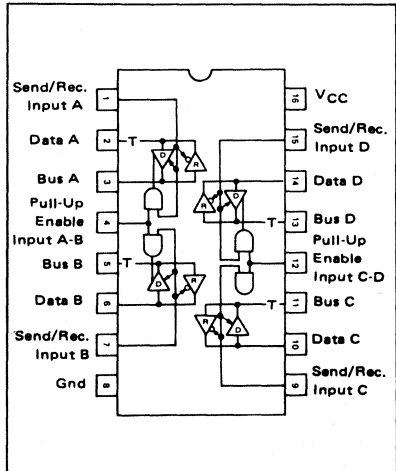 Send/Rec.
Input A
1
Data A
2
T
Bus A
3
Pull-Up
Enable
Input A-B
4
Bus B
5
T
Data B
6
Send/Rec.
Input B
7
Gnd
8
D
R
D
R
16
VCC
15
Send/Rec.
Input D
14
Data D
T
13
Bus D
Pull-Up
12
Enable
Input C-D
T
11
Bus C
10
Data C
9
Send/Rec.
Input C
R
D
R
D